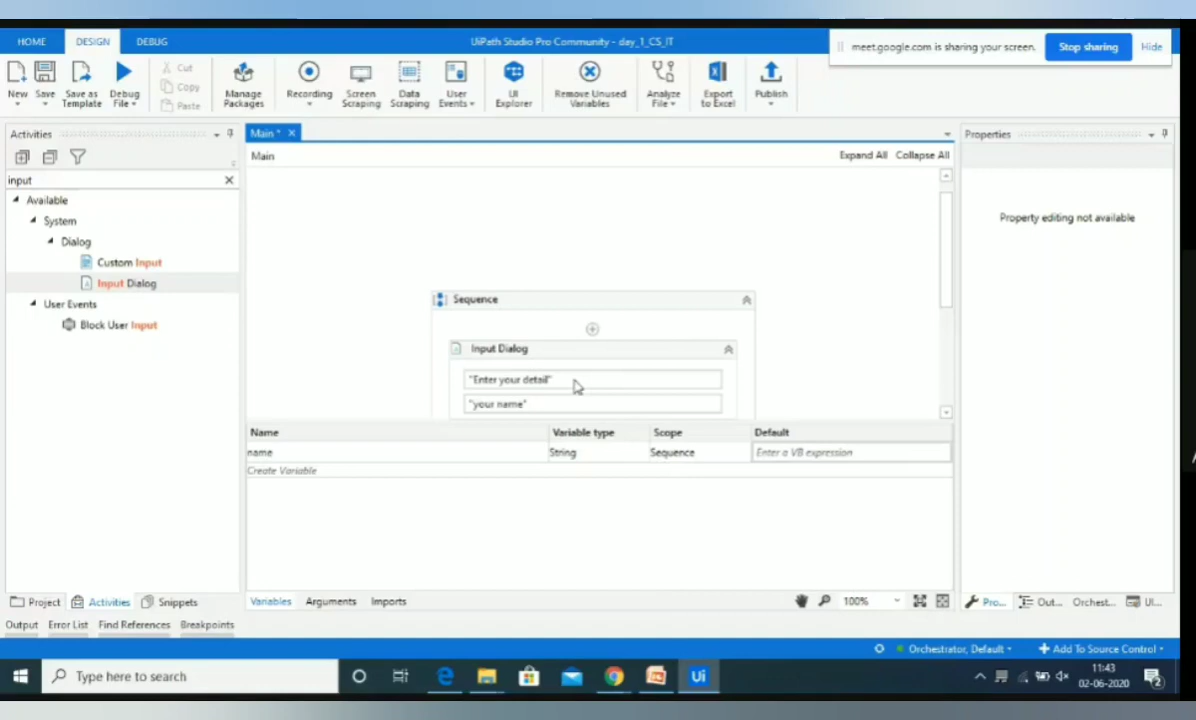 HOME DESIGN DEBUG UiPath Studio Pro Community - day_1_CS_IT meet.google.com is sharing your screen. Stop sharing Hide
New Save Save as Template Debug File Cut Copy Paste Manage Packages Recording Screen Scraping Data Scraping User Events UI Explorer Remove Unused Variables Analyze File Export to Excel Publish
Activities Main * Properties
Main Expand All Collapse All
input
Available
System
Dialog
Custom Input
Input Dialog
User Events
Block User Input
Property editing not available
Sequence
Input Dialog
"Enter your detail"
"your name"
Name Variable type Scope Default
name String Sequence Enter a VB expression
Create Variable
Project Activities Snippets Variables Arguments Imports 100% Pro... Out... Orchest... UI...
Output Error List Find References Breakpoints
Orchestrator, Default Add To Source Control
Type here to search Ui 11:43
02-06-2020 2